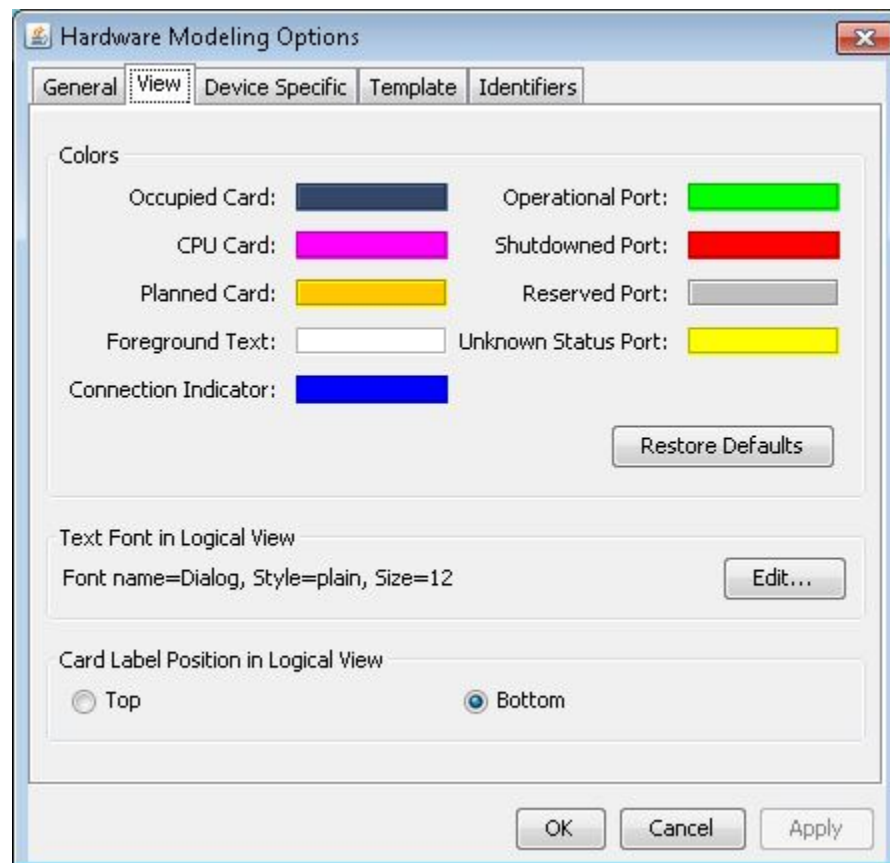 Hardware Modeling Options
General View Device Specific Template Identifiers
Colors
Occupied Card: Operational Port:
CPU Card: Shutdowned Port:
Planned Card: Reserved Port:
Foreground Text: Unknown Status Port:
Connection Indicator:
Restore Defaults
Text Font in Logical View
Font name=Dialog, Style=plain, Size=12 Edit...
Card Label Position in Logical View
Top Bottom
OK Cancel Apply